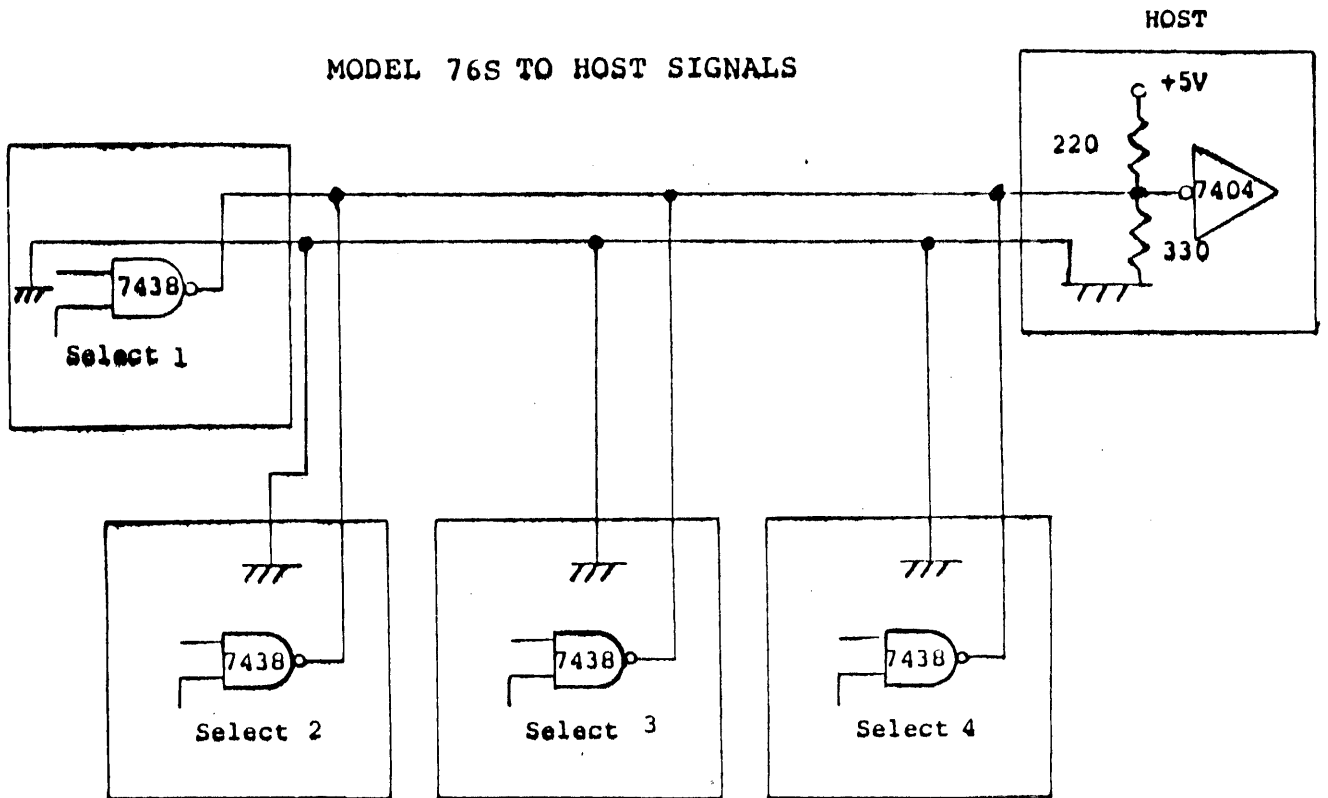 HOST
MODEL 76S TO HOST SIGNALS
+5V
220
7404
330
7438
Select 1
7438
Select 2
7438
Select 3
7438
Select 4